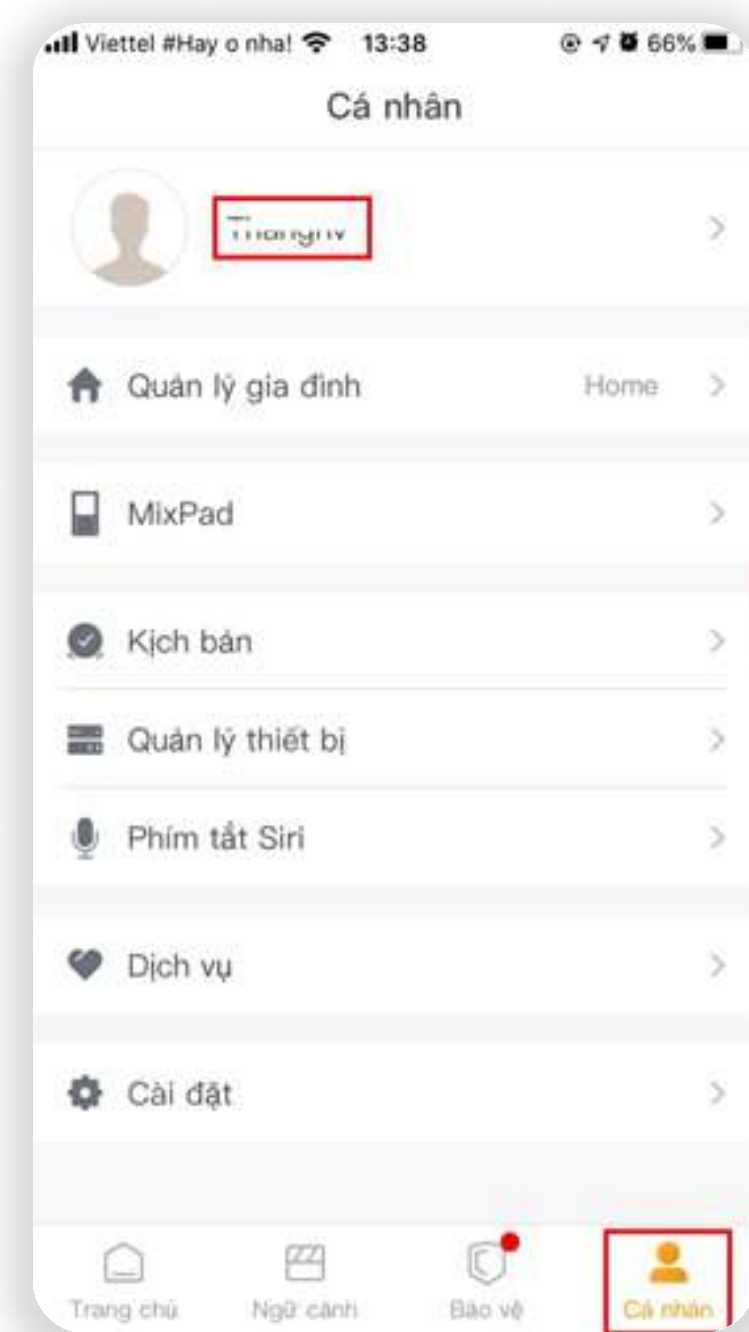 Viettel #Hay o nha! 13:38 66%
Cá nhân
Quản lý gia đình Home >
MixPad >
Kịch bản >
Quản lý thiết bị >
Phím tắt Siri >
Dịch vụ >
Cài đặt >
Trang chủ Ngữ cảnh Bảo vệ Cá nhân